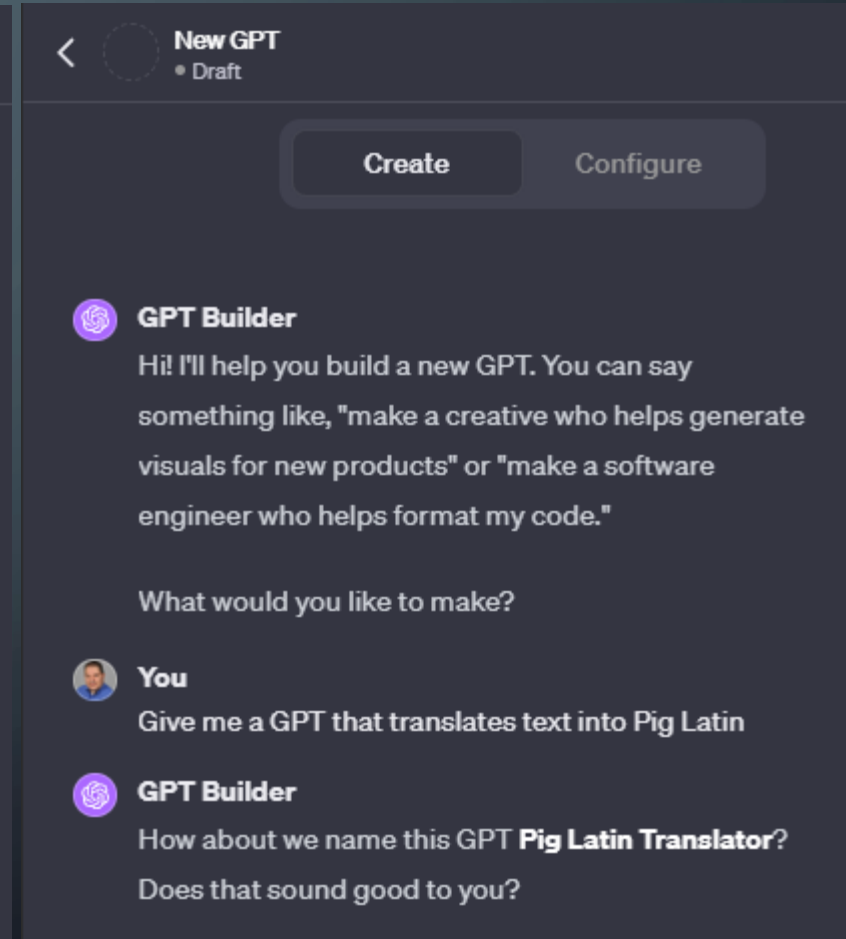 New GPT
Draft
Create
Configure
GPT Builder
Hi! I'll help you build a new GPT. You can say
something like, "make a creative who helps generate
visuals for new products" or "make a software
engineer who helps format my code."
What would you like to make?
You
Give me a GPT that translates text into Pig Latin
GPT Builder
How about we name this GPT Pig Latin Translator?
Does that sound good to you?